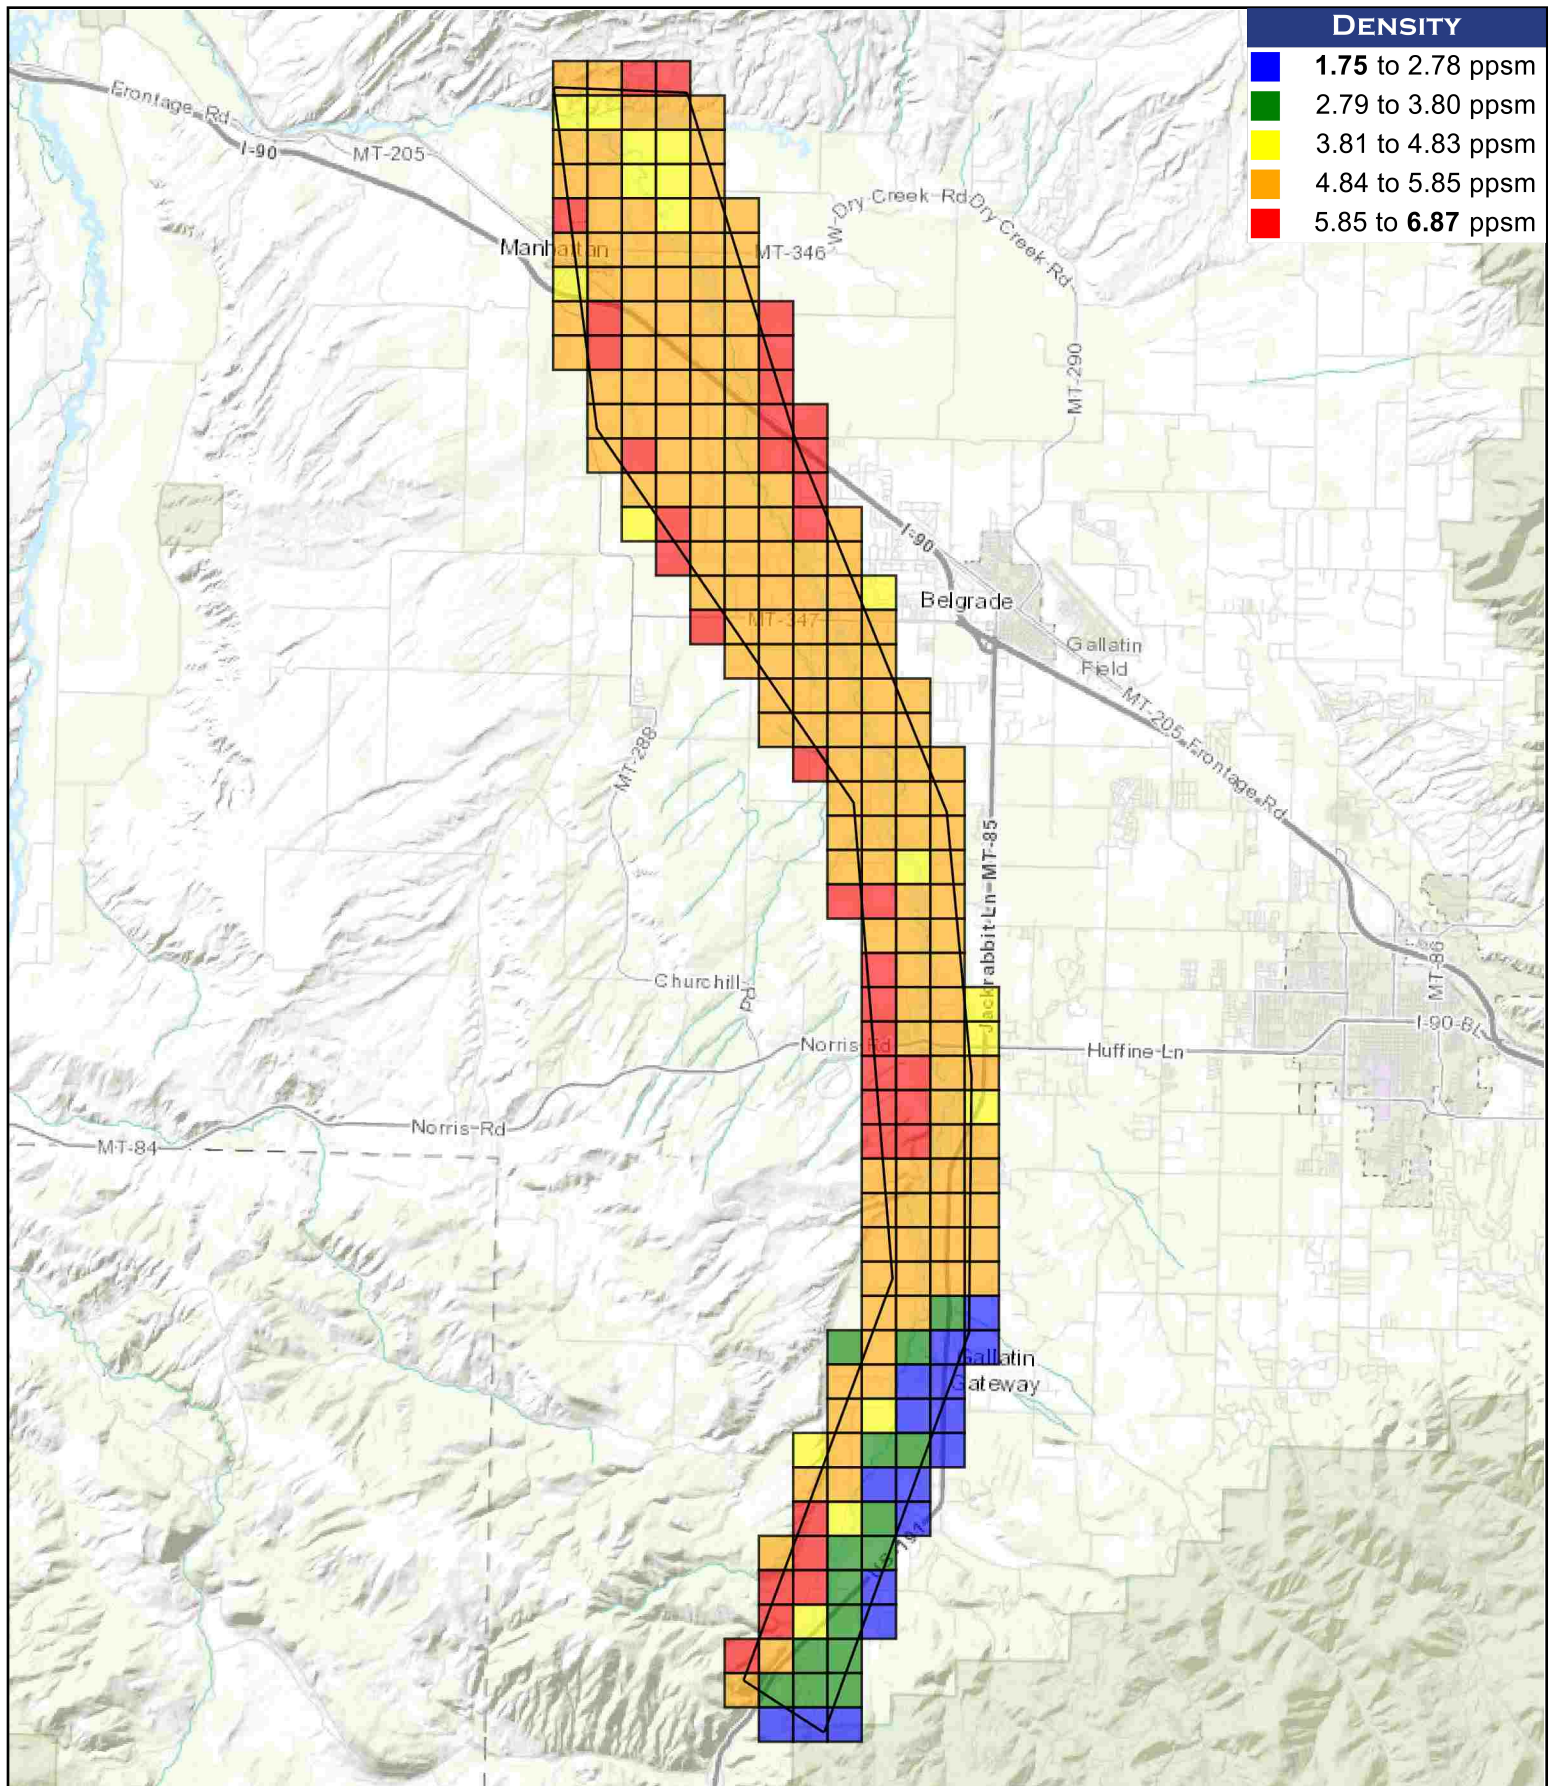 DENSITY
1.75 to 2.78 ppsm
2.79 to 3.80 ppsm
3.81 to 4.83 ppsm
4.84 to 5.85 ppsm
5.85 to 6.87 ppsm
Frontage Rd
I-90
MT-205
W Dry Creek Rd
Dry Creek Rd
Manhattan
MT-346
MT-290
I-90
Belgrade
MT-347
Gallatin
Field
MT-205
Frontage Rd
MT-288
Jackrabbit Ln
MT-85
MT-86
Churchill Rd
I-90-BL
Norris Rd
Huffine Ln
Norris Rd
MT-84
Gallatin
Gateway
US-191